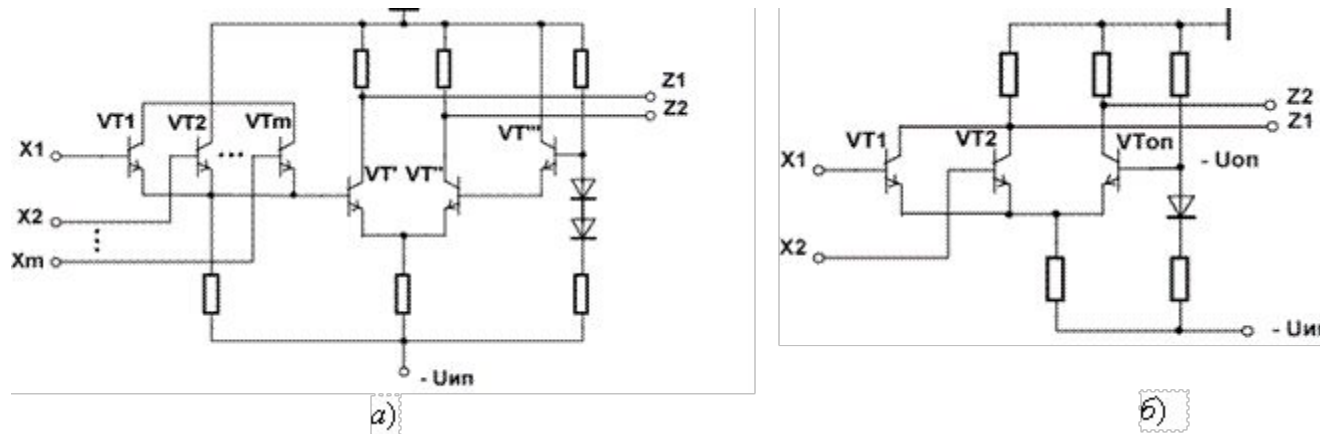 VT1 VT2 VTm
X1
X2
Xm
VT' VT'' VT'''
Z1
Z2
- Uип
а)
VT1 VT2 VTоп
X1
X2
- Uоп
Z2
Z1
- Uип
б)